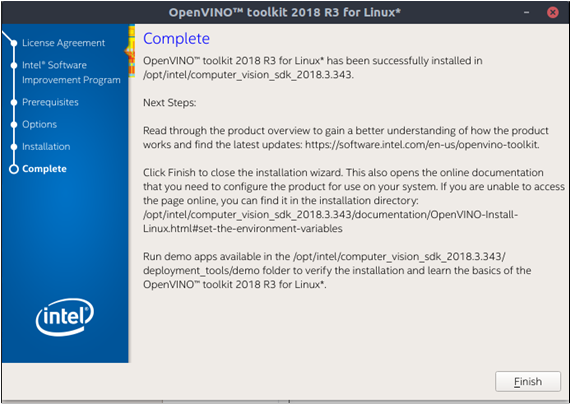 OpenVINO™ toolkit 2018 R3 for Linux*
License Agreement
Intel® Software
Improvement Program
Prerequisites
Options
Installation
Complete
intel)
Complete
OpenVINO™ toolkit 2018 R3 for Linux* has been successfully installed in
/opt/intel/computer_vision_sdk_2018.3.343.
Next Steps:
Read through the product overview to gain a better understanding of how the product
works and find the latest updates: https://software.intel.com/en-us/openvino-toolkit.
Click Finish to close the installation wizard. This also opens the online documentation
that you need to configure the product for use on your system. If you are unable to access
the page online, you can find it in the installation directory:
/opt/intel/computer_vision_sdk_2018.3.343/documentation/OpenVINO-Install-
Linux.html#set-the-environment-variables
Run demo apps available in the /opt/intel/computer_vision_sdk_2018.3.343/
deployment_tools/demo folder to verify the installation and learn the basics of the
OpenVINO™ toolkit 2018 R3 for Linux*.
Finish